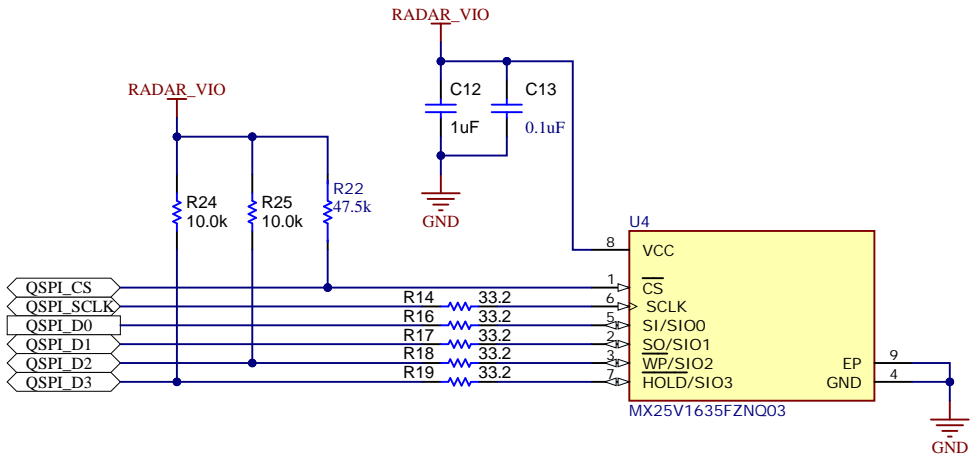 RADAR_VIO
C12
C13
1uF
0.1uF
GND
RADAR_VIO
R24
10.0k
R25
10.0k
R22
47.5k
U4
8
VCC
QSPI_CS
1
CS
QSPI_SCLK
R14
33.2
6
SCLK
QSPI_D0
R16
33.2
5
SI/SIO0
QSPI_D1
R17
33.2
2
SO/SIO1
QSPI_D2
R18
33.2
3
WP/SIO2
QSPI_D3
R19
33.2
7
HOLD/SIO3
EP
9
GND
4
MX25V1635FZNQ03
GND